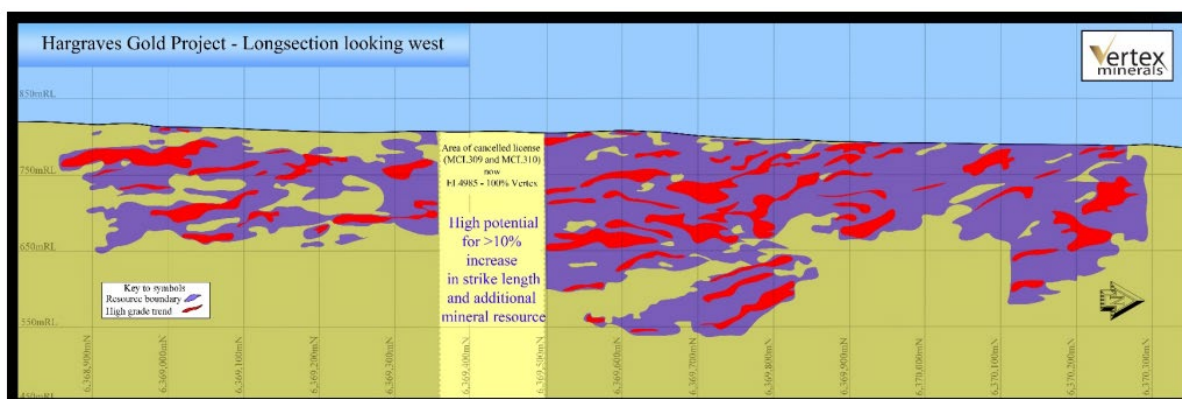 Hargraves Gold Project - Longsection looking west
Vertex
minerals
850mRL
750mRL
650mRL
550mRL
450mRL
Area of cancelled license
(MCL309 and MCL310)
now
EL4985 - 100% Vertex
High potential
for >10%
increase
in strike length
and additional
mineral resource
Key to symbols
Resource boundary
High grade trend
N
6,368,900mN
6,369,000mN
6,369,100mN
6,369,200mN
6,369,300mN
6,369,400mN
6,369,500mN
6,369,600mN
6,369,700mN
6,369,800mN
6,369,900mN
6,370,000mN
6,370,100mN
6,370,200mN
6,370,300mN